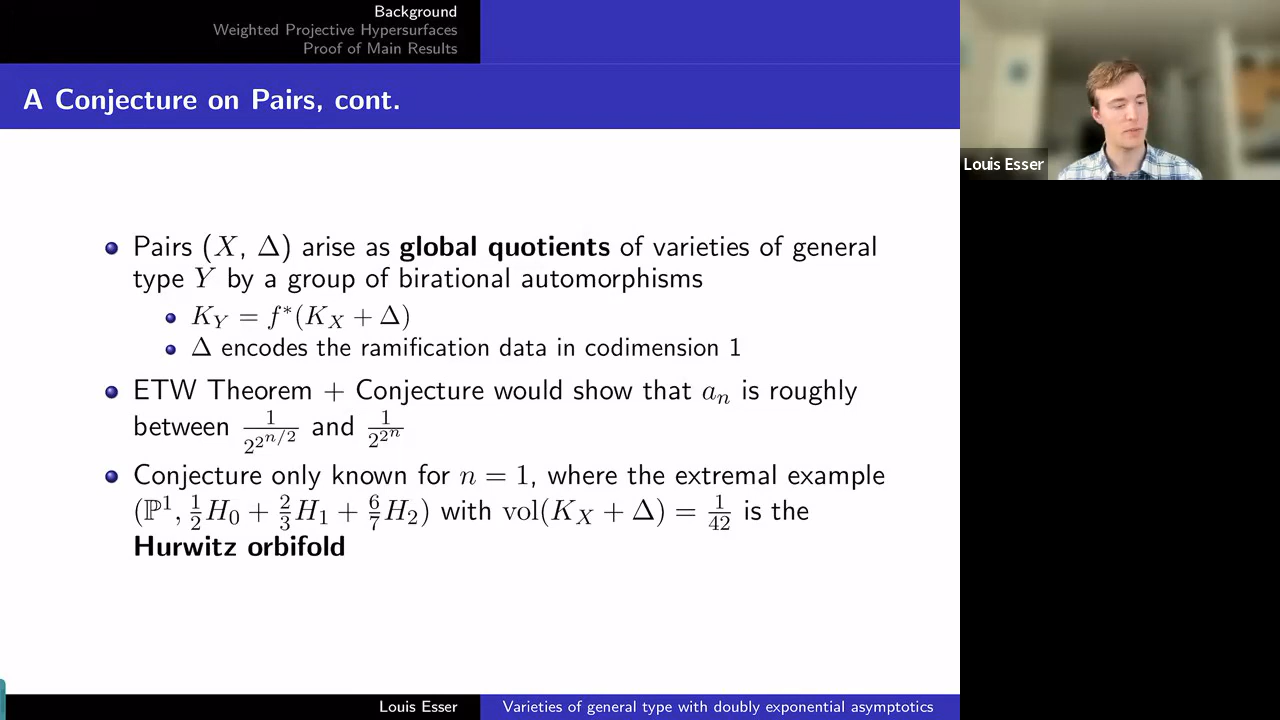 Background
Weighted Projective Hypersurfaces
Proof of Main Results
A Conjecture on Pairs, cont.
Pairs (X, Δ) arise as global quotients of varieties of general
type Y by a group of birational automorphisms
K_Y = f*(K_X + Δ)
Δ encodes the ramification data in codimension 1
ETW Theorem + Conjecture would show that a_n is roughly
between 1/2^{2^{n/2}} and 1/2^{2^n}
Conjecture only known for n = 1, where the extremal example
(ℙ¹, 1/2 H₀ + 2/3 H₁ + 6/7 H₂) with vol(K_X + Δ) = 1/42 is the
Hurwitz orbifold
Louis Esser
Varieties of general type with doubly exponential asymptotics
Louis Esser